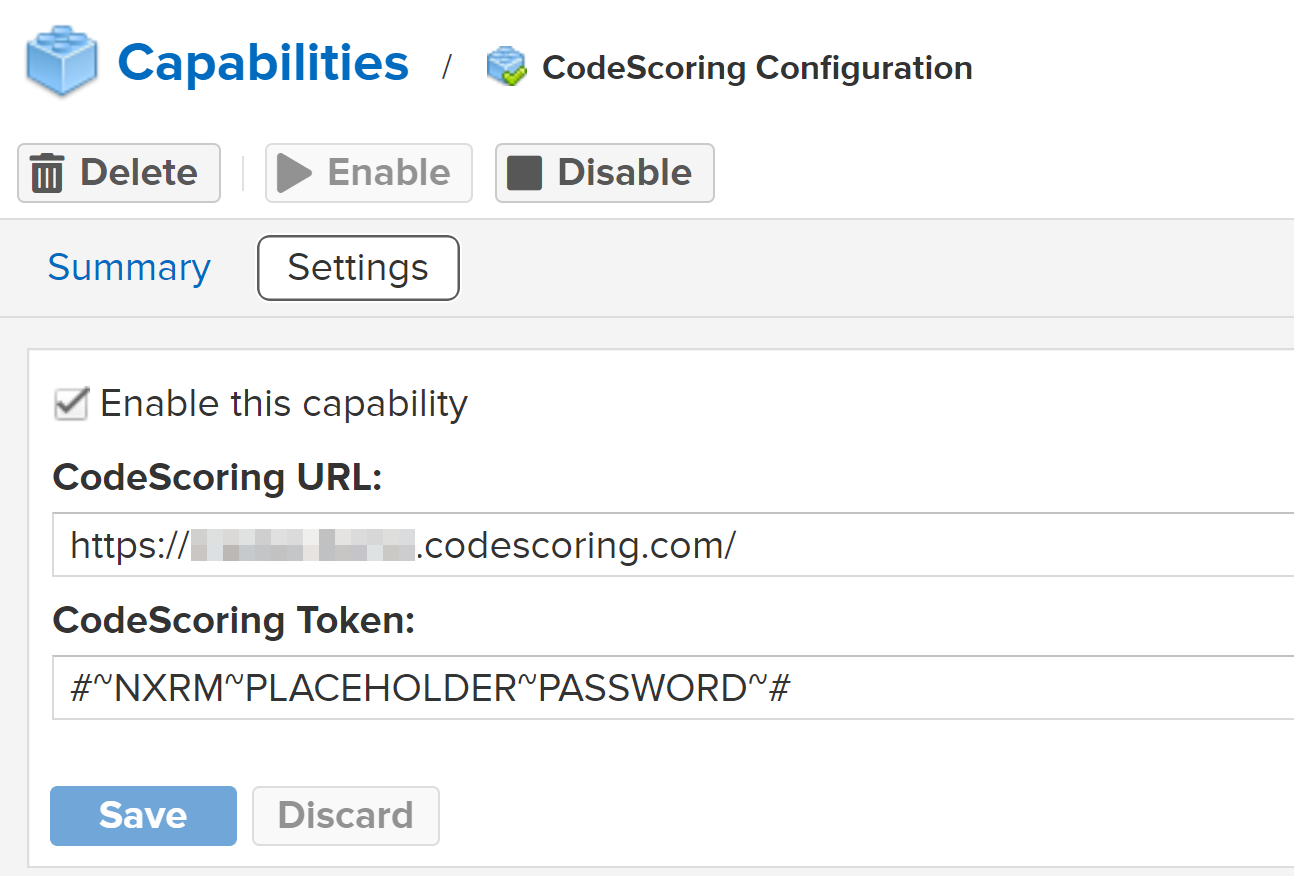 Capabilities / CodeScoring Configuration
Delete Enable Disable
Summary Settings
Enable this capability
CodeScoring URL:
https://.codescoring.com/
CodeScoring Token:
#~NXRM~PLACEHOLDER~PASSWORD~#
Save Discard